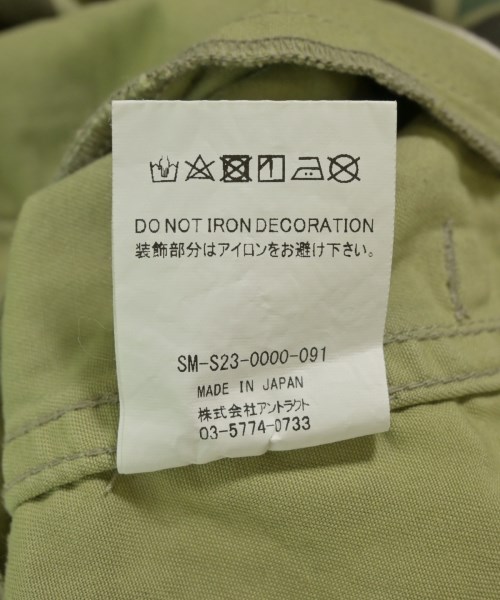 DO NOT IRON DECORATION
装飾部分はアイロンをお避け下さい。
SM-S23-0000-091
MADE IN JAPAN
株式会社アントラクト
03-5774-0733